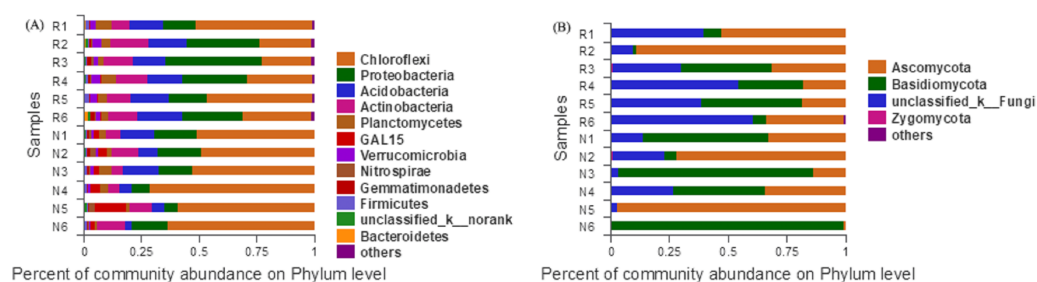 (A)
Samples
R1
R2
R3
R4
R5
R6
N1
N2
N3
N4
N5
N6
0 0.25 0.5 0.75 1
Percent of community abundance on Phylum level
Chloroflexi
Proteobacteria
Acidobacteria
Actinobacteria
Planctomycetes
GAL15
Verrucomicrobia
Nitrospirae
Gemmatimonadetes
Firmicutes
unclassified_k__norank
Bacteroidetes
others
(B)
Samples
R1
R2
R3
R4
R5
R6
N1
N2
N3
N4
N5
N6
0 0.25 0.5 0.75 1
Percent of community abundance on Phylum level
Ascomycota
Basidiomycota
unclassified_k__Fungi
Zygomycota
others